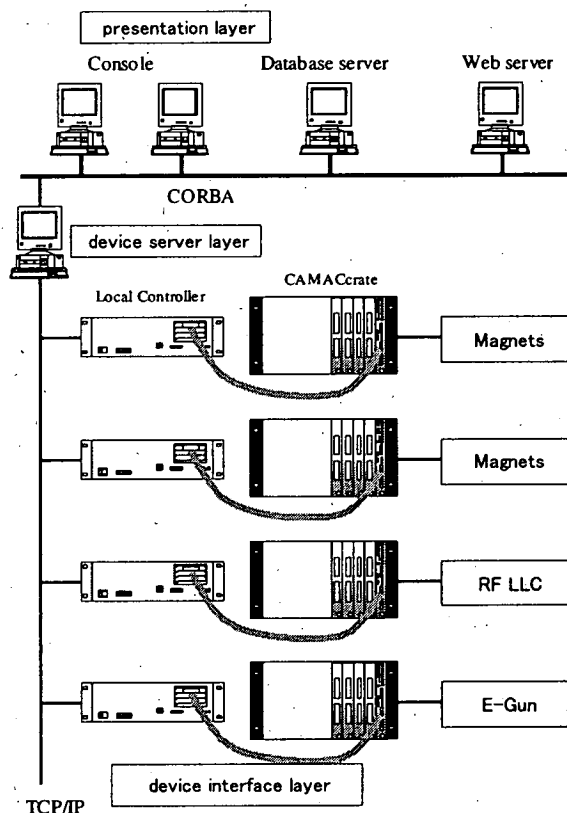 presentation layer
Console
Database server
Web server
CORBA
device server layer
Local Controller
CAMACcrate
Magnets
Magnets
RF LLC
E-Gun
device interface layer
TCP/IP